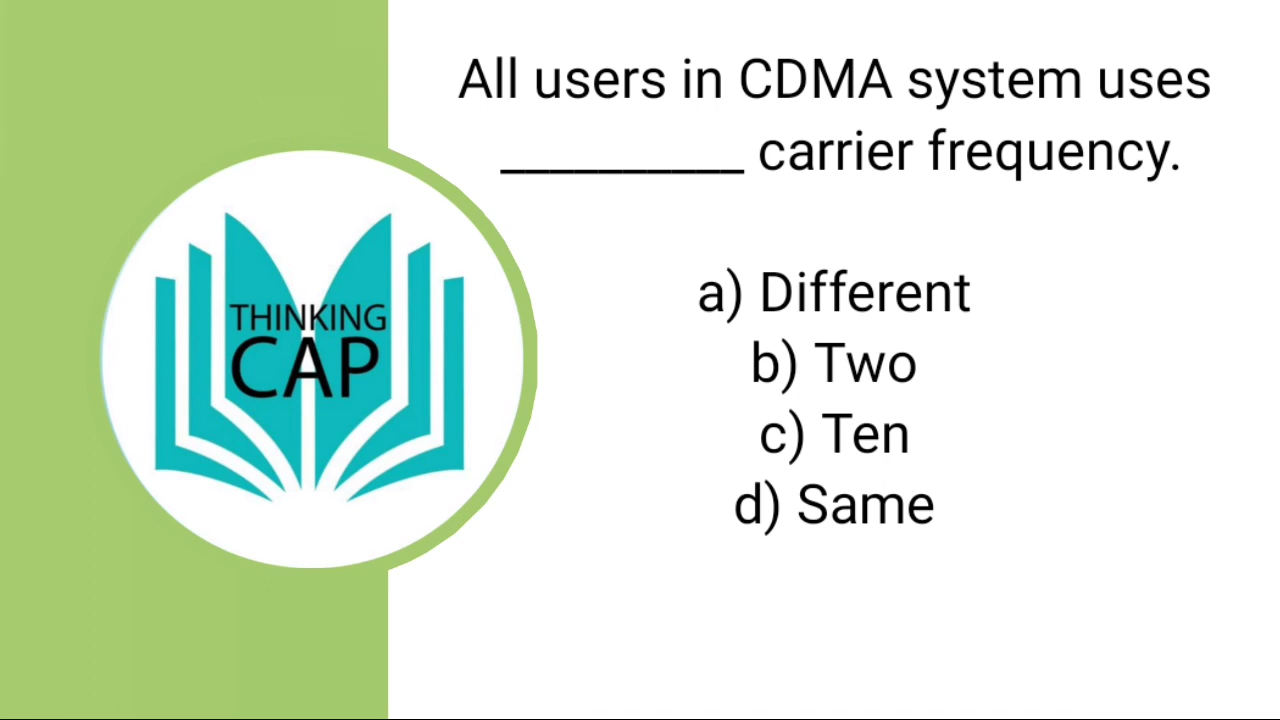 All users in CDMA system uses
__________ carrier frequency.
THINKING
CAP
a) Different
b) Two
c) Ten
d) Same